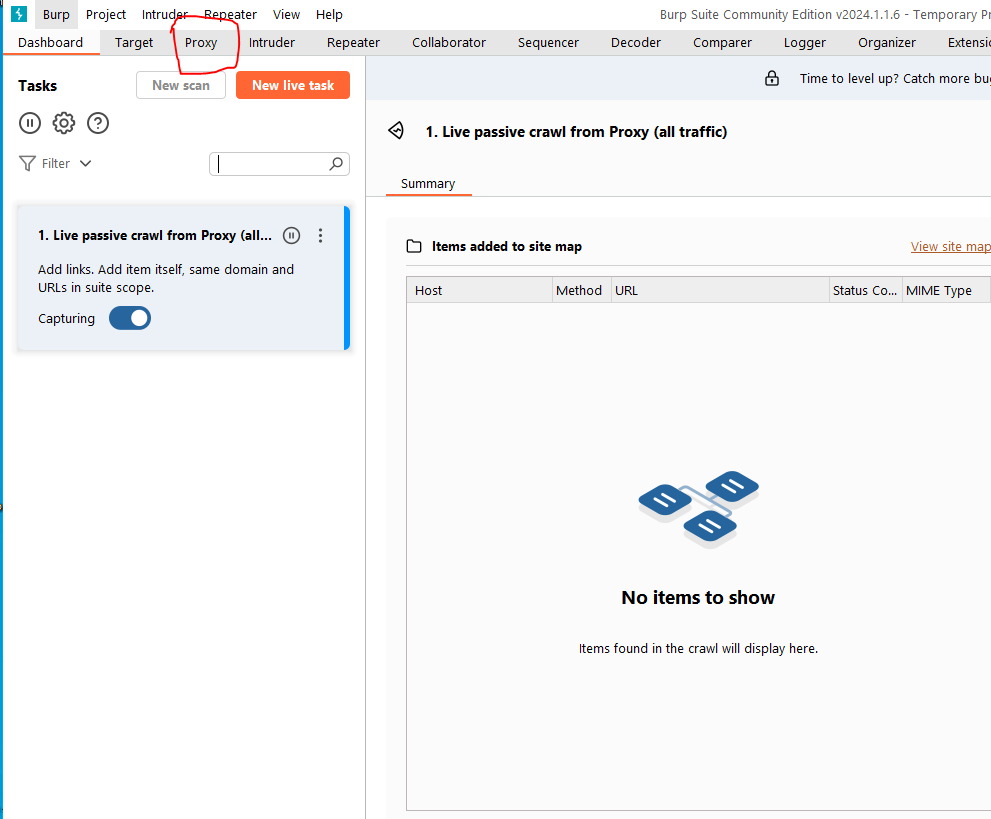 Burp Project Intruder Repeater View Help Burp Suite Community Edition v2024.1.1.6 - Temporary
Dashboard Target Proxy Intruder Repeater Collaborator Sequencer Decoder Comparer Logger Organizer
Tasks New scan New live task
Time to level up? Catch more
1. Live passive crawl from Proxy (all traffic)
Filter
Summary
1. Live passive crawl from Proxy (all...
Add links. Add item itself, same domain and
URLs in suite scope.
Capturing
Items added to site map View site map
Host Method URL Status Co... MIME Type
No items to show
Items found in the crawl will display here.